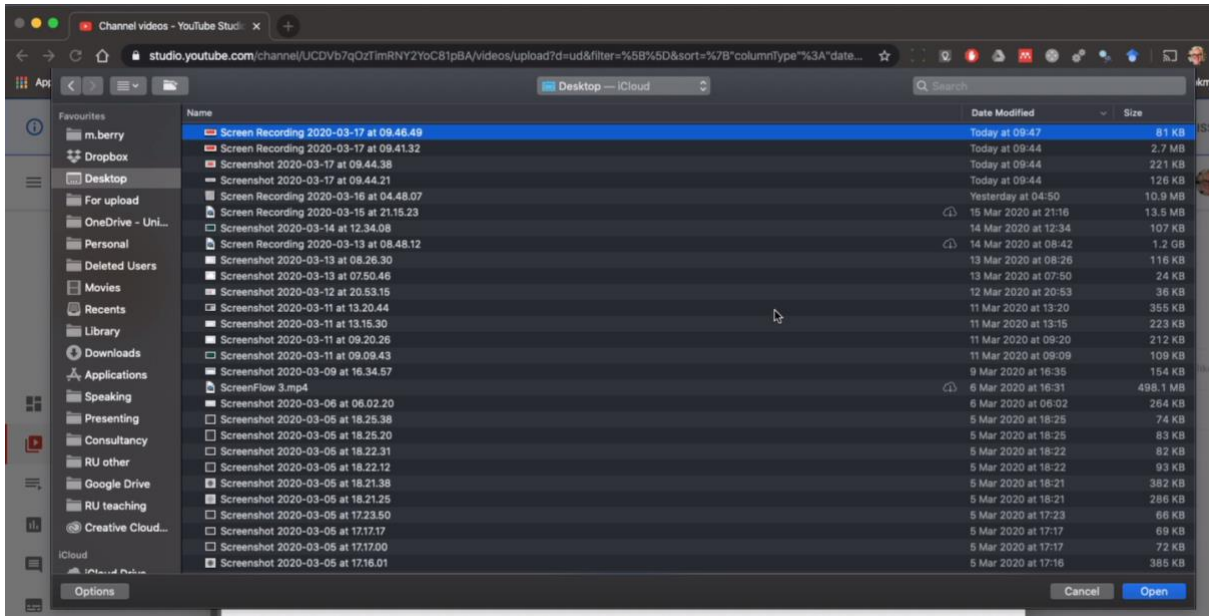 Channel videos - YouTube Studi
studio.youtube.com/channel/UCDVb7qOzTimRNY2YoC81pBA/videos/upload?d=ud&filter=%5B%5D&sort=%7B"columnType"%3A"date...
App
Desktop — iCloud
Search
Favourites
m.berry
Dropbox
Desktop
For upload
OneDrive - Uni...
Personal
Deleted Users
Movies
Recents
Library
Downloads
Applications
Speaking
Presenting
Consultancy
RU other
Google Drive
RU teaching
Creative Cloud...
iCloud
iCloud Drive
Name Date Modified Size
Screen Recording 2020-03-17 at 09.46.49 Today at 09:47 81 KB
Screen Recording 2020-03-17 at 09.41.32 Today at 09:44 2.7 MB
Screenshot 2020-03-17 at 09.44.38 Today at 09:44 221 KB
Screenshot 2020-03-17 at 09.44.21 Today at 09:44 126 KB
Screen Recording 2020-03-16 at 04.48.07 Yesterday at 04:50 10.9 MB
Screen Recording 2020-03-15 at 21.15.23 15 Mar 2020 at 21:16 13.5 MB
Screenshot 2020-03-14 at 12.34.08 14 Mar 2020 at 12:34 107 KB
Screen Recording 2020-03-13 at 08.48.12 14 Mar 2020 at 08:42 1.2 GB
Screenshot 2020-03-13 at 08.26.30 13 Mar 2020 at 08:26 116 KB
Screenshot 2020-03-13 at 07.50.46 13 Mar 2020 at 07:50 24 KB
Screenshot 2020-03-12 at 20.53.15 12 Mar 2020 at 20:53 36 KB
Screenshot 2020-03-11 at 13.20.44 11 Mar 2020 at 13:20 355 KB
Screenshot 2020-03-11 at 13.15.30 11 Mar 2020 at 13:15 223 KB
Screenshot 2020-03-11 at 09.20.26 11 Mar 2020 at 09:20 212 KB
Screenshot 2020-03-11 at 09.09.43 11 Mar 2020 at 09:09 109 KB
Screenshot 2020-03-09 at 16.34.57 9 Mar 2020 at 16:35 154 KB
ScreenFlow 3.mp4 6 Mar 2020 at 16:31 498.1 MB
Screenshot 2020-03-06 at 06.02.20 6 Mar 2020 at 06:02 264 KB
Screenshot 2020-03-05 at 18.25.38 5 Mar 2020 at 18:25 74 KB
Screenshot 2020-03-05 at 18.25.20 5 Mar 2020 at 18:25 83 KB
Screenshot 2020-03-05 at 18.22.31 5 Mar 2020 at 18:22 82 KB
Screenshot 2020-03-05 at 18.22.12 5 Mar 2020 at 18:22 93 KB
Screenshot 2020-03-05 at 18.21.38 5 Mar 2020 at 18:21 382 KB
Screenshot 2020-03-05 at 18.21.25 5 Mar 2020 at 18:21 286 KB
Screenshot 2020-03-05 at 17.23.50 5 Mar 2020 at 17:23 66 KB
Screenshot 2020-03-05 at 17.17.17 5 Mar 2020 at 17:17 69 KB
Screenshot 2020-03-05 at 17.17.00 5 Mar 2020 at 17:17 72 KB
Screenshot 2020-03-05 at 17.16.01 5 Mar 2020 at 17:16 385 KB
Options Cancel Open